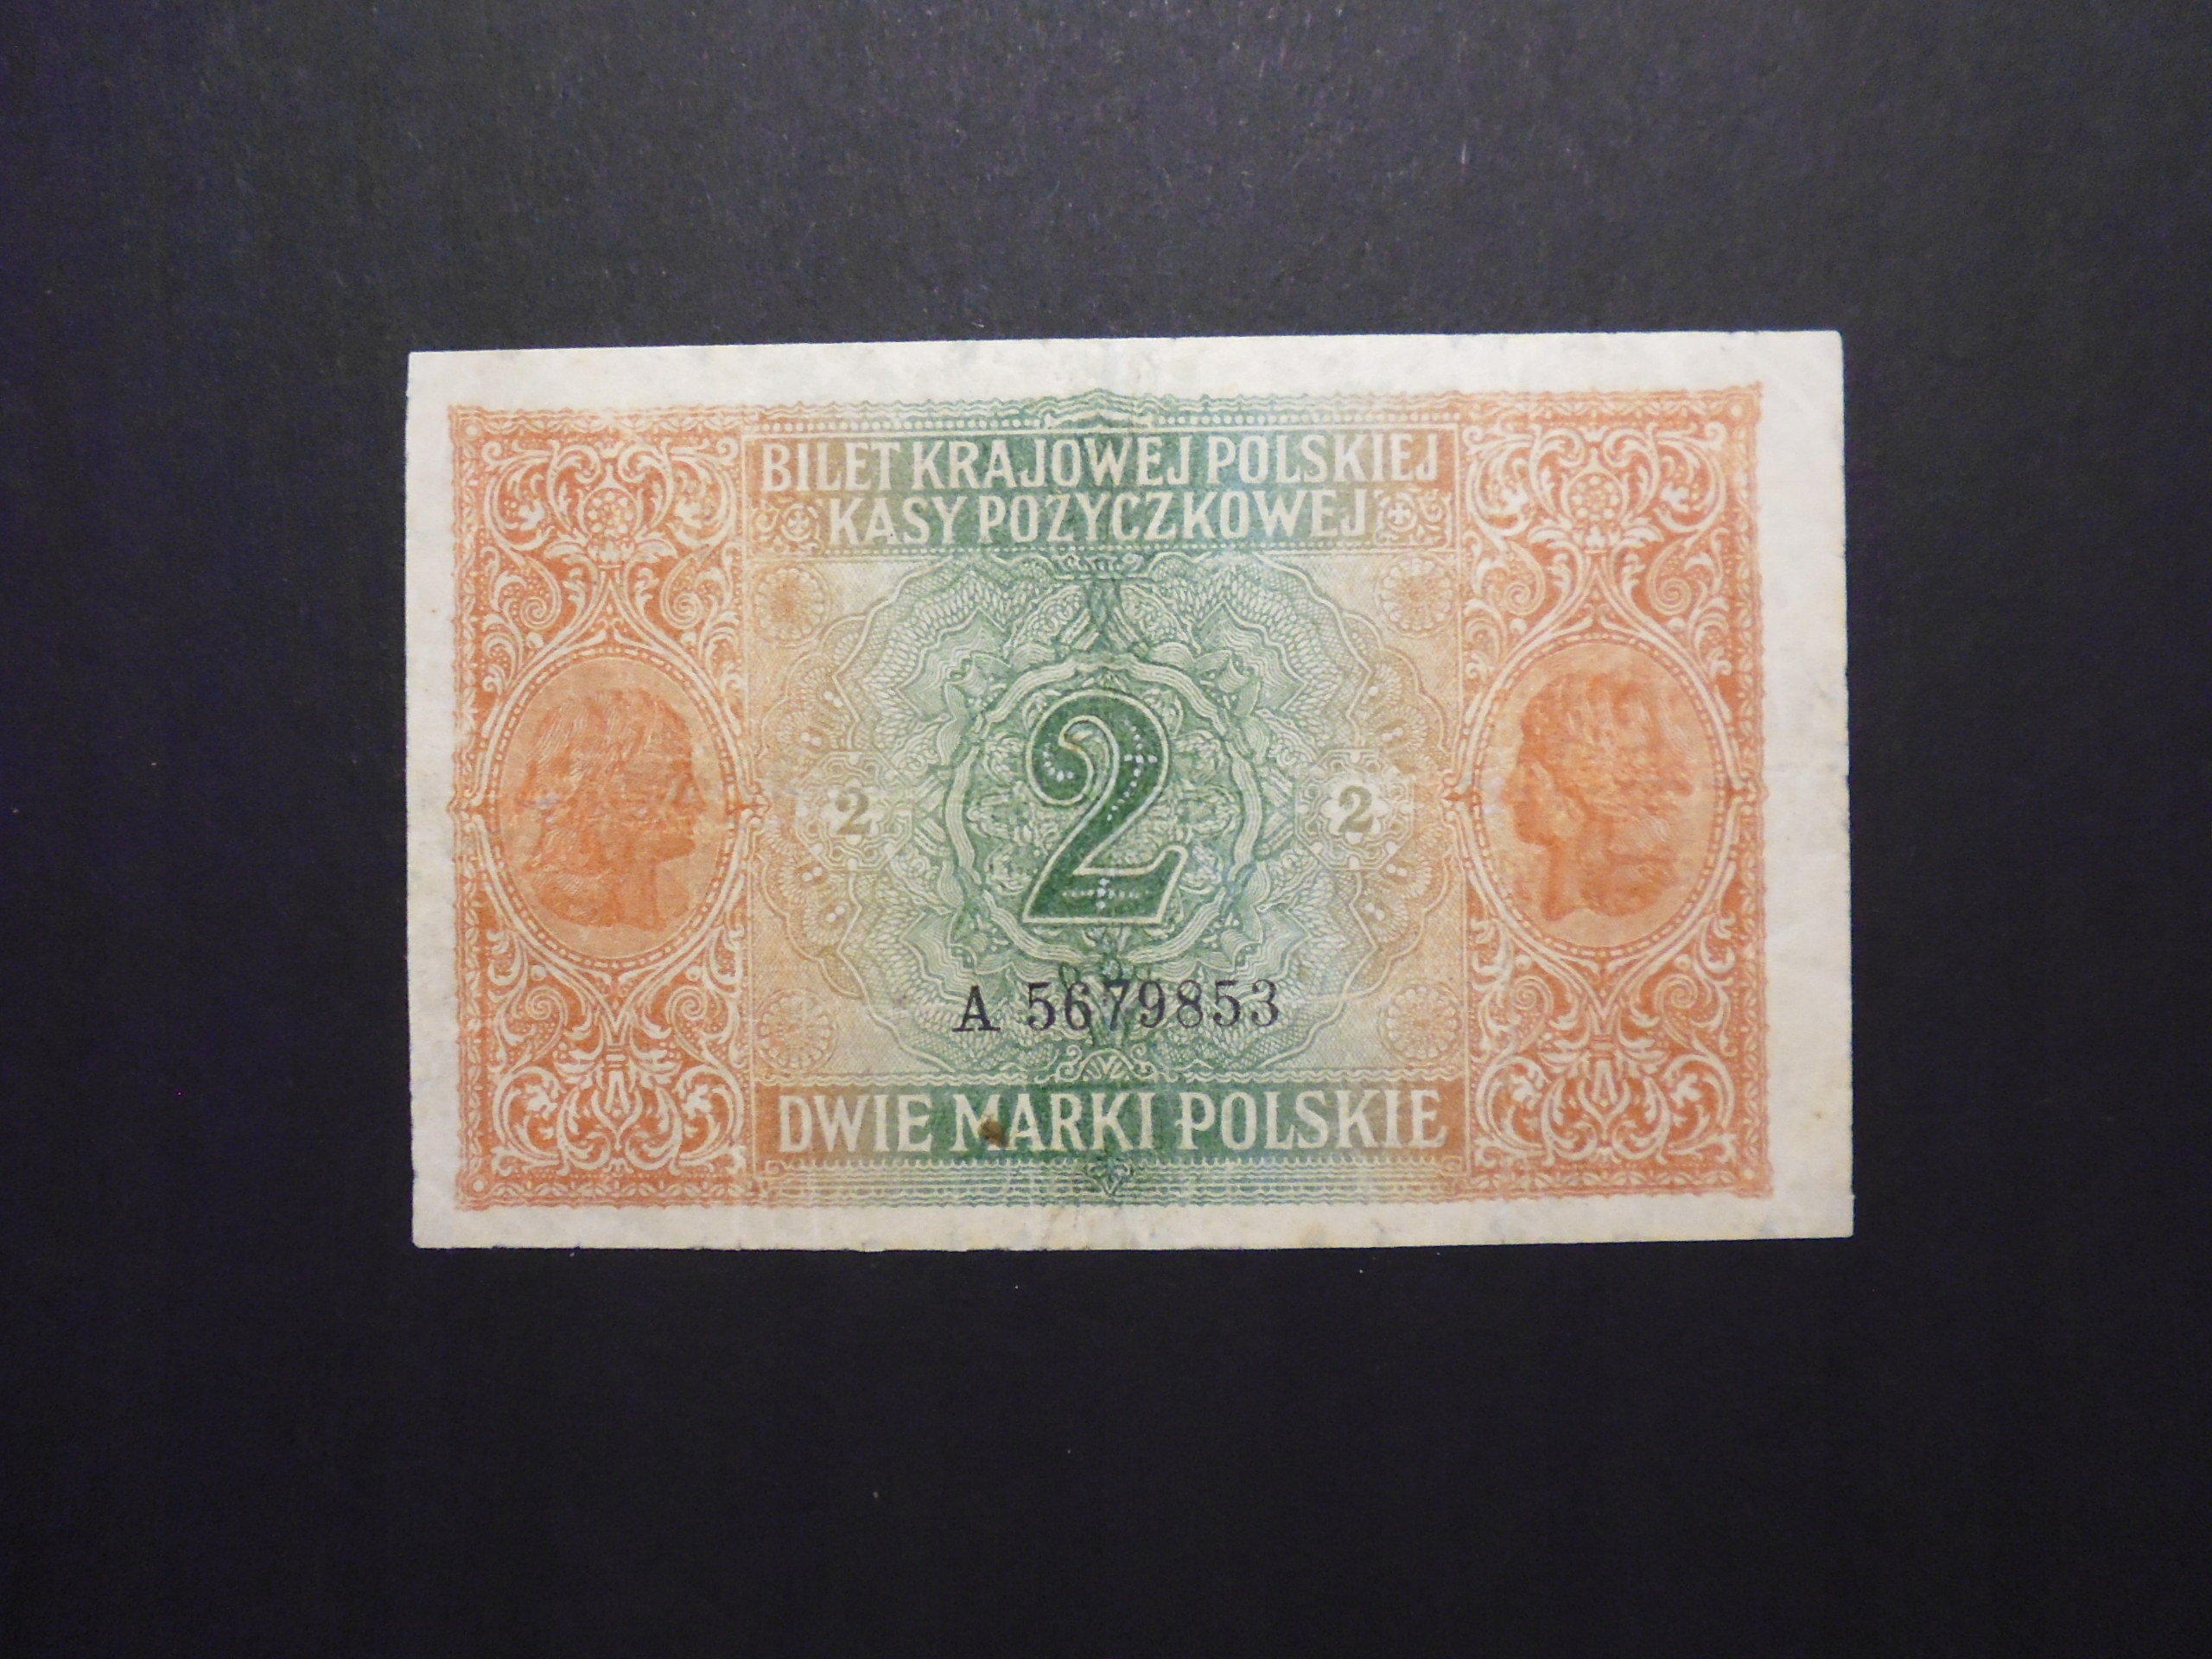 BILET KRAJOWEJ POLSKIEJ
KASY POŻYCZKOWEJ
2 2 2
A 5679853
DWIE MARKI POLSKIE